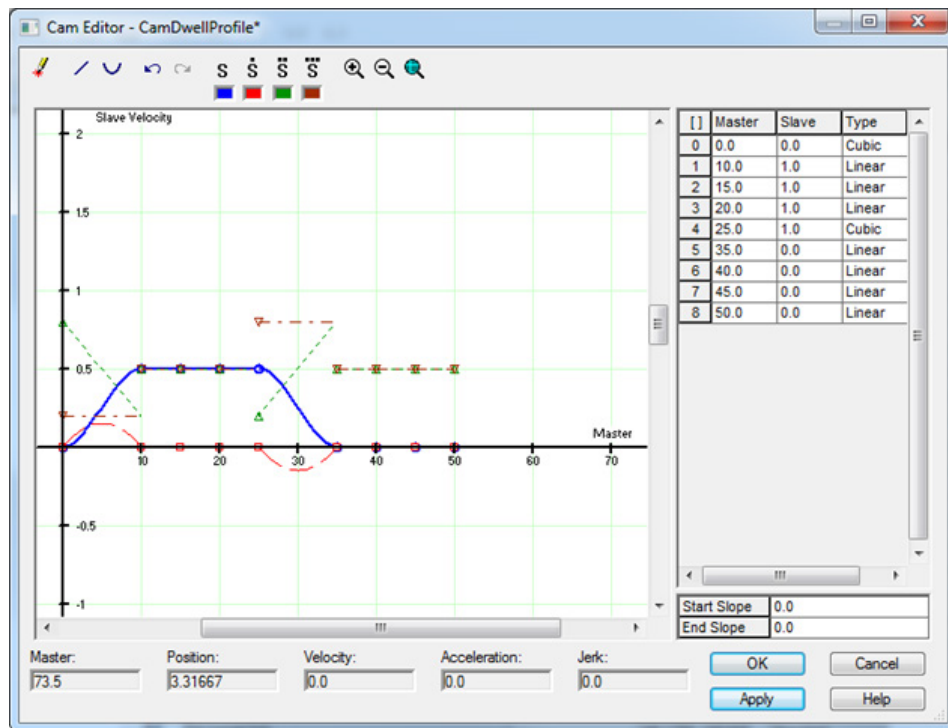 Cam Editor - CamDwellProfile*
S Ṡ S̈ S⃛
Slave Velocity
2
1.5
1
0.5
Master
10 20 30 40 50 60 70
-0.5
-1
[ ] Master Slave Type
0 0.0 0.0 Cubic
1 10.0 1.0 Linear
2 15.0 1.0 Linear
3 20.0 1.0 Linear
4 25.0 1.0 Cubic
5 35.0 0.0 Linear
6 40.0 0.0 Linear
7 45.0 0.0 Linear
8 50.0 0.0 Linear
Start Slope 0.0
End Slope 0.0
Master: Position: Velocity: Acceleration: Jerk:
73.5 3.31667 0.0 0.0 0.0
OK Cancel
Apply Help